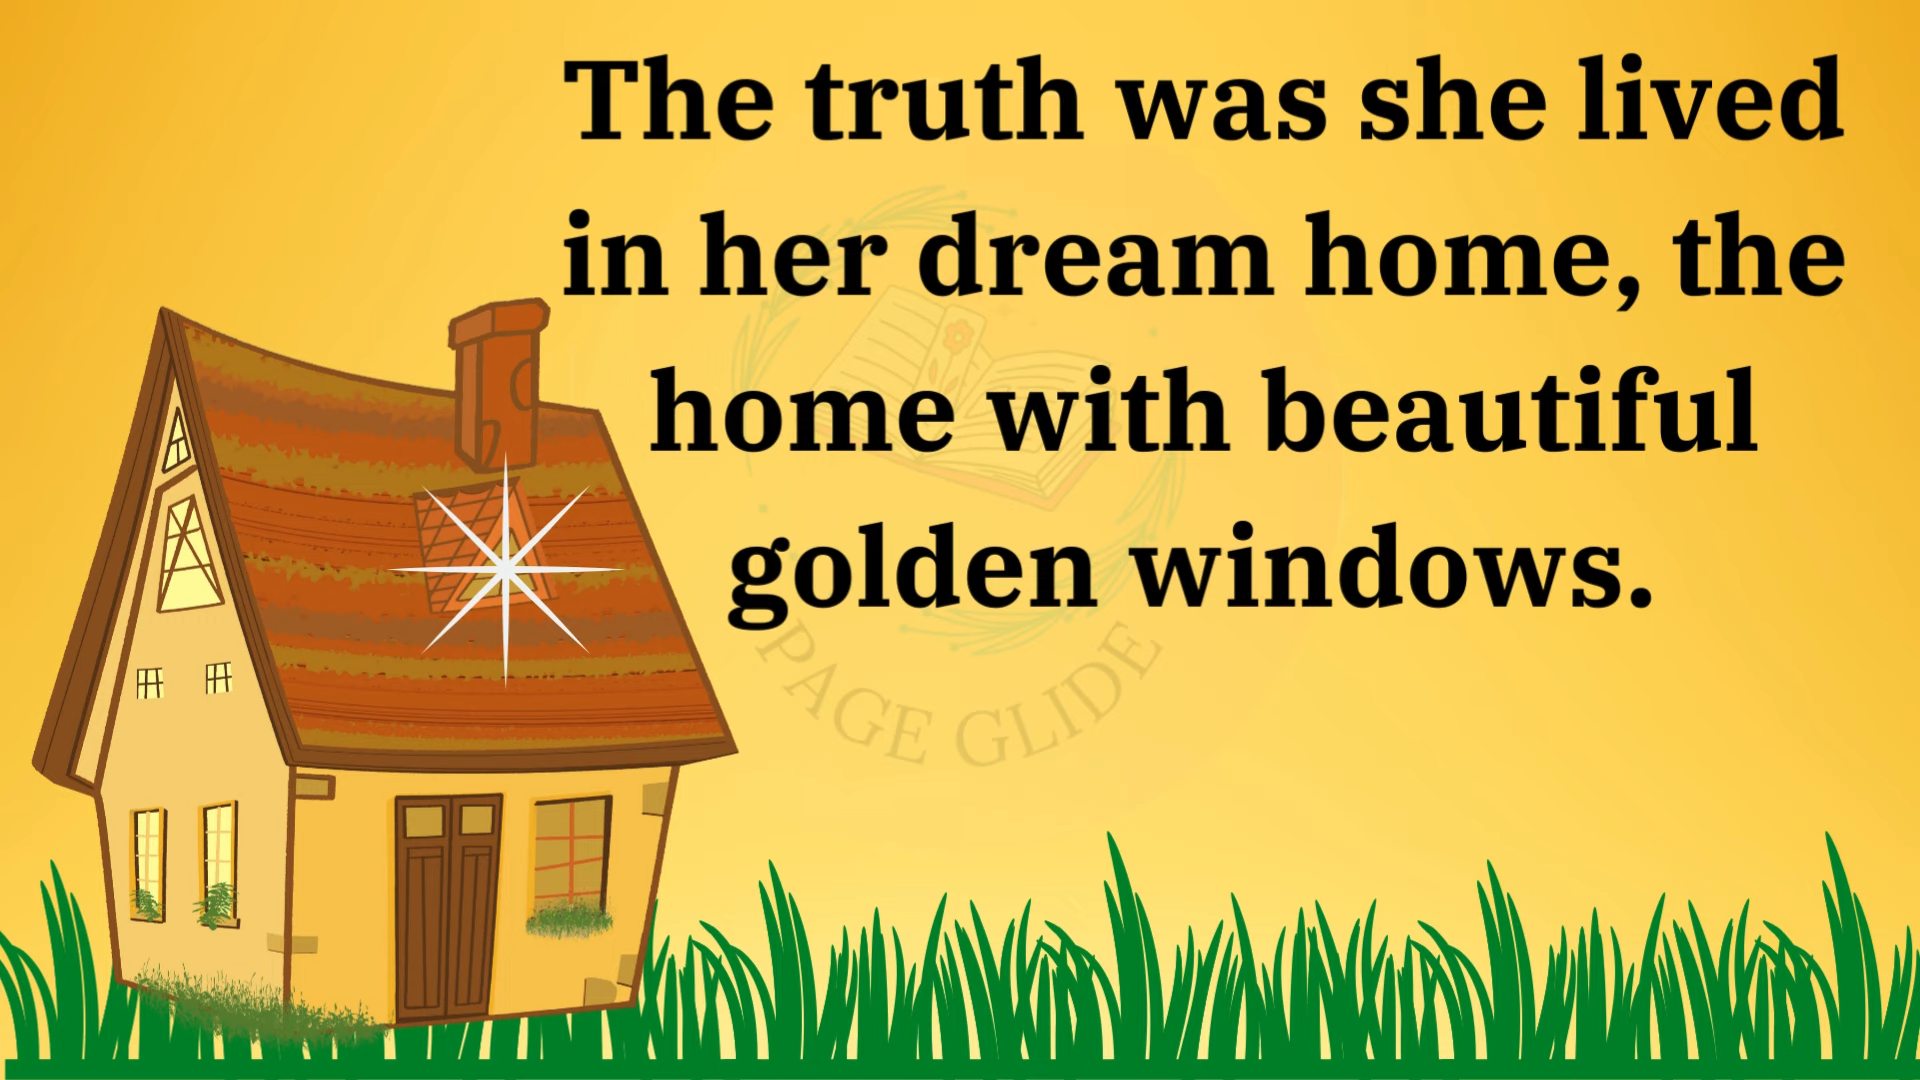 The truth was she lived
in her dream home, the
home with beautiful
golden windows.
PAGE GLIDE